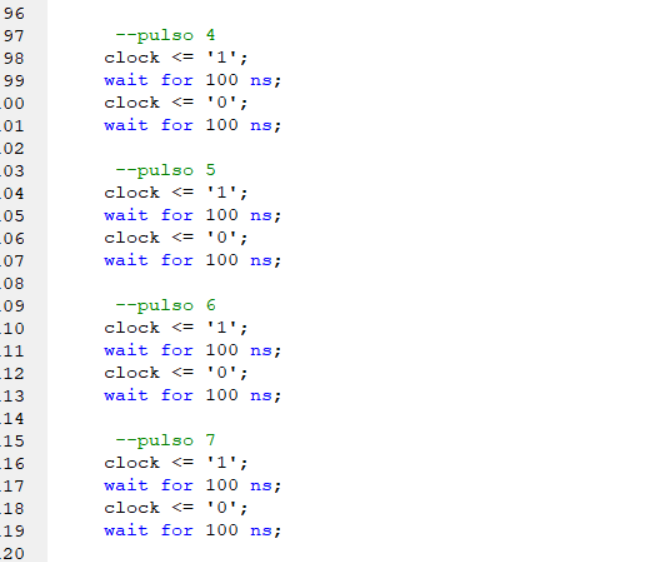 96
97 --pulso 4
98 clock <= '1';
99 wait for 100 ns;
00 clock <= '0';
01 wait for 100 ns;
02
03 --pulso 5
04 clock <= '1';
05 wait for 100 ns;
06 clock <= '0';
07 wait for 100 ns;
08
09 --pulso 6
10 clock <= '1';
11 wait for 100 ns;
12 clock <= '0';
13 wait for 100 ns;
14
15 --pulso 7
16 clock <= '1';
17 wait for 100 ns;
18 clock <= '0';
19 wait for 100 ns;
20